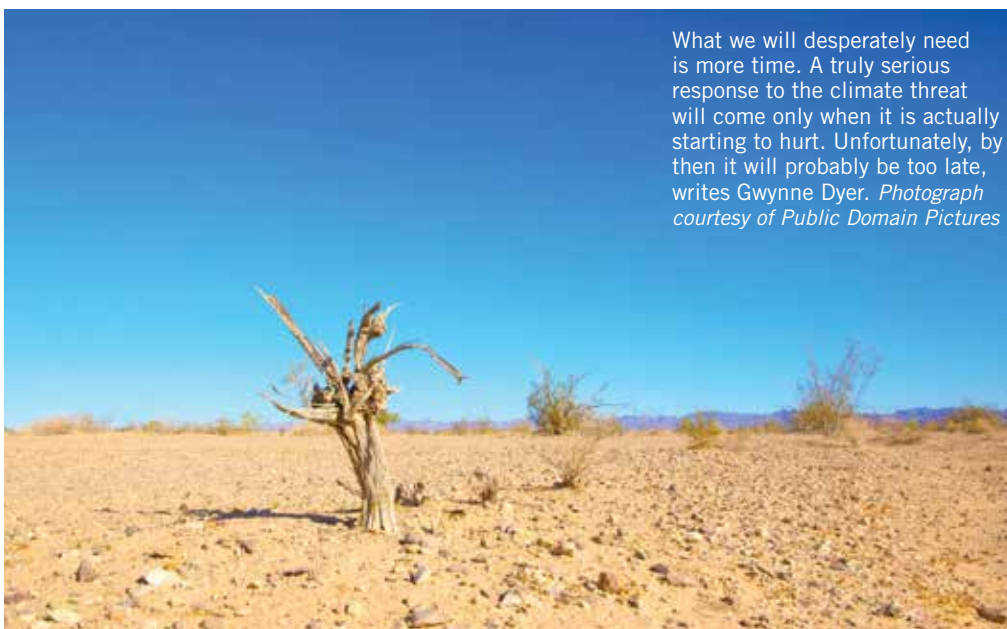 What we will desperately need
is more time. A truly serious
response to the climate threat
will come only when it is actually
starting to hurt. Unfortunately, by
then it will probably be too late,
writes Gwynne Dyer. Photograph
courtesy of Public Domain Pictures